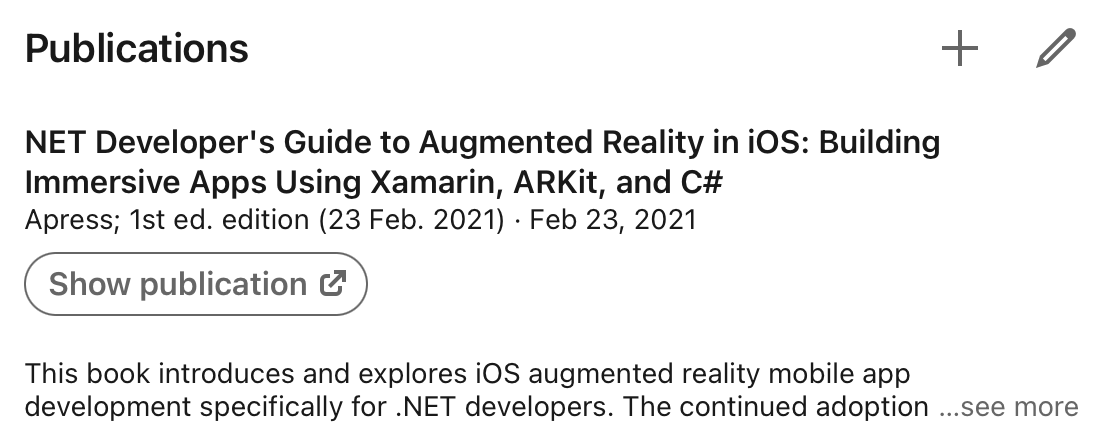 Publications
NET Developer's Guide to Augmented Reality in iOS: Building
Immersive Apps Using Xamarin, ARKit, and C#
Apress; 1st ed. edition (23 Feb. 2021) · Feb 23, 2021
Show publication
This book introduces and explores iOS augmented reality mobile app
development specifically for .NET developers. The continued adoption ...see more